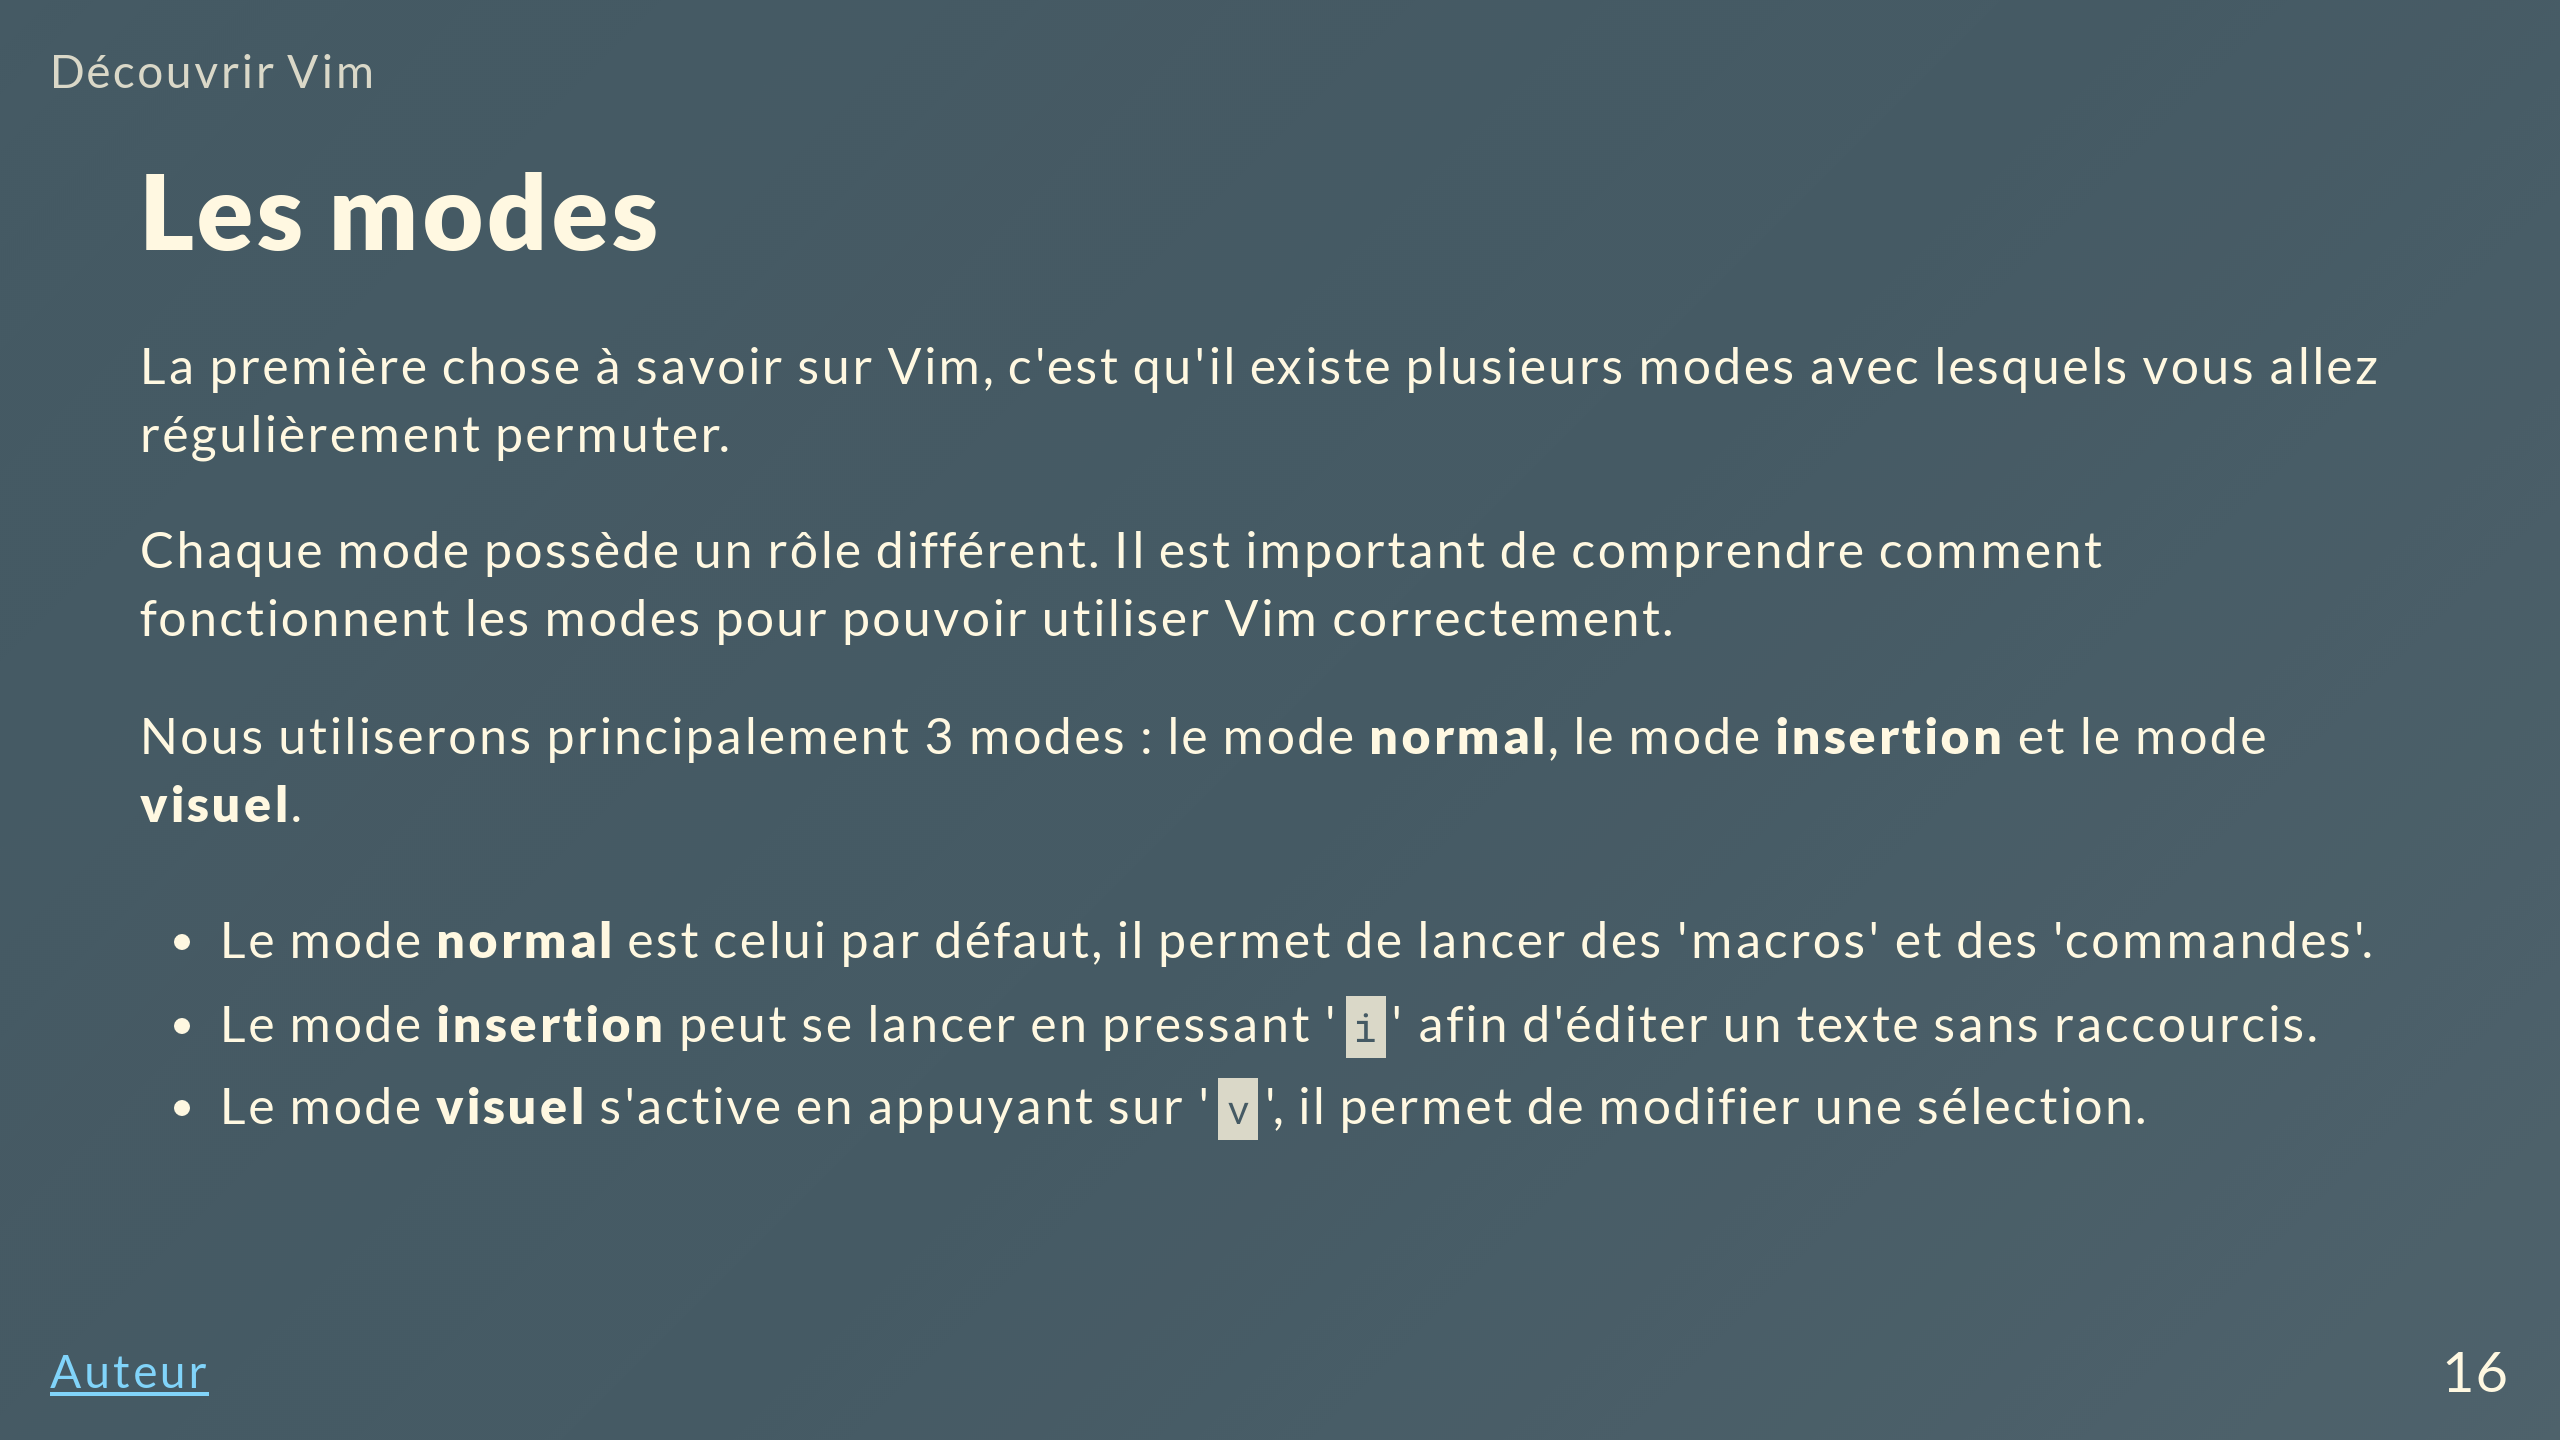 Découvrir Vim
Les modes
La première chose à savoir sur Vim, c'est qu'il existe plusieurs modes avec lesquels vous allez
régulièrement permuter.
Chaque mode possède un rôle différent. Il est important de comprendre comment
fonctionnent les modes pour pouvoir utiliser Vim correctement.
Nous utiliserons principalement 3 modes : le mode normal, le mode insertion et le mode
visuel.
• Le mode normal est celui par défaut, il permet de lancer des 'macros' et des 'commandes'.
• Le mode insertion peut se lancer en pressant 'i' afin d'éditer un texte sans raccourcis.
• Le mode visuel s'active en appuyant sur 'v', il permet de modifier une sélection.
Auteur
16